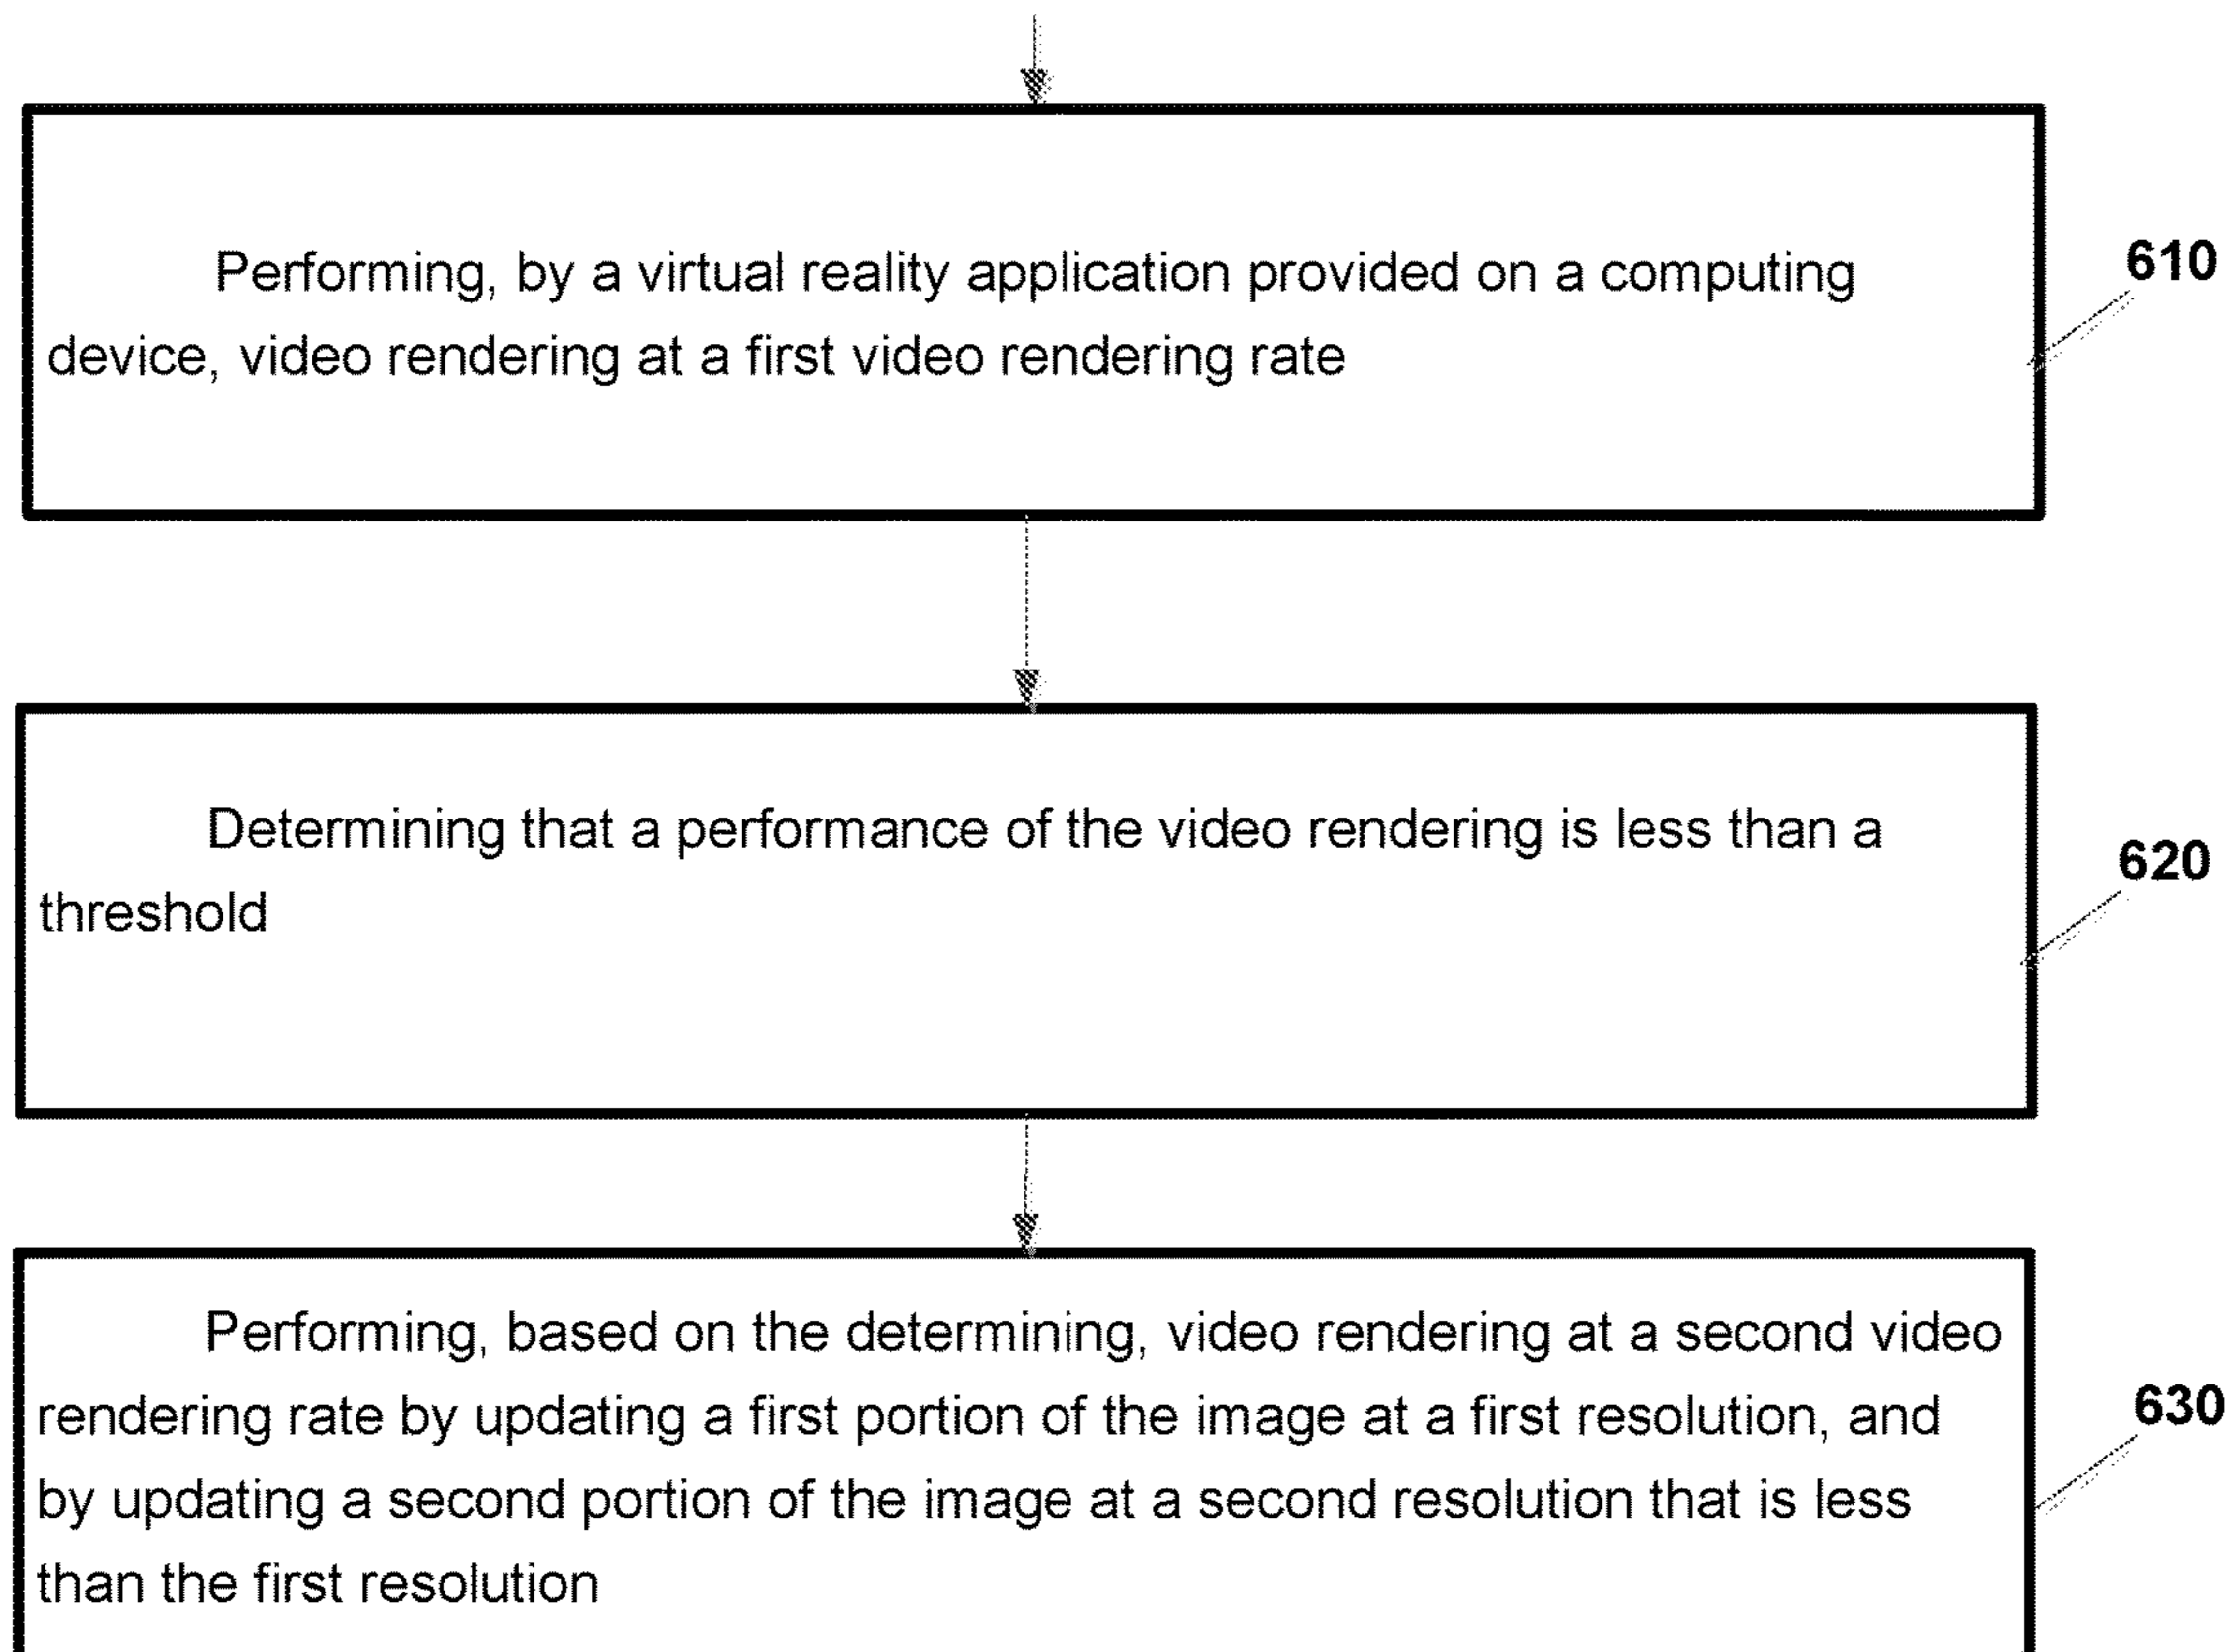 Performing, by a virtual reality application provided on a computing
device, video rendering at a first video rendering rate
610
Determining that a performance of the video rendering is less than a
threshold
620
Performing, based on the determining, video rendering at a second video
rendering rate by updating a first portion of the image at a first resolution, and
by updating a second portion of the image at a second resolution that is less
than the first resolution
630